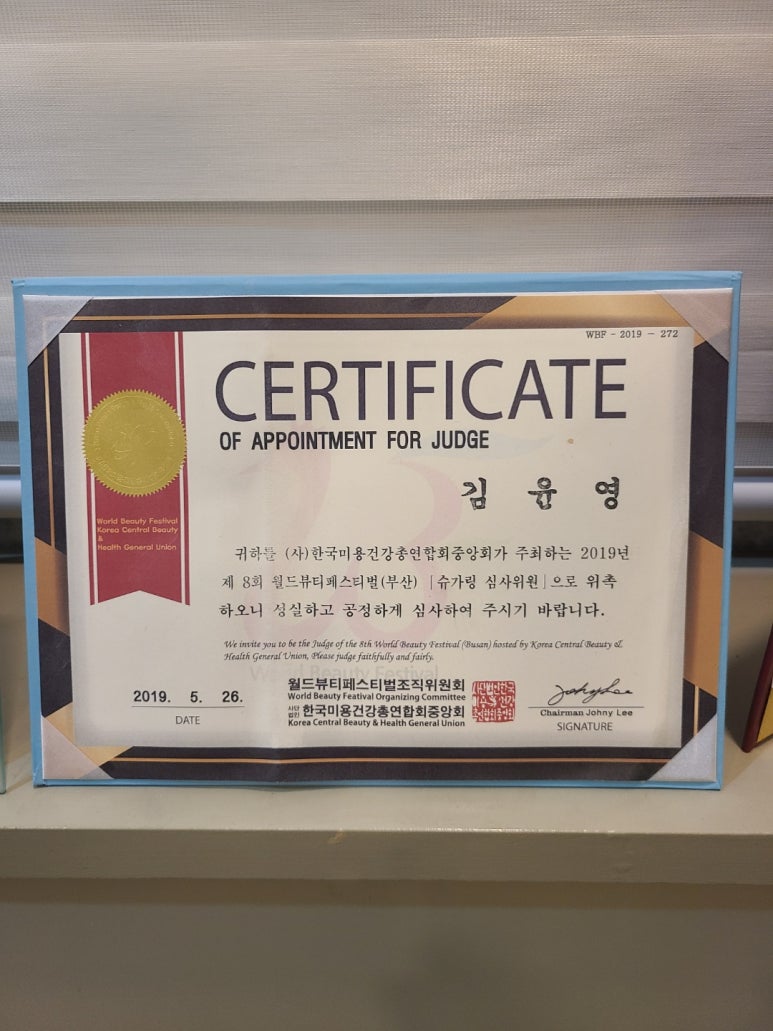 WBF - 2019 - 272
CERTIFICATE
OF APPOINTMENT FOR JUDGE
김 윤 영
World Beauty Festival
Korea Central Beauty
&
Health General Union
귀하를 (사)한국미용건강총연합회중앙회가 주최하는 2019년
제 8회 월드뷰티페스티벌(부산) 「슈가링 심사위원」으로 위촉
하오니 성실하고 공정하게 심사하여 주시기 바랍니다.
We invite you to be the Judge of the 8th World Beauty Festival (Busan) hosted by Korea Central Beauty &
Health General Union, Please judge faithfully and fairly.
World Beauty Festival
2019. 5. 26.
DATE
월드뷰티페스티벌조직위원회
World Beauty Festival Organizing Committee
사단법인 한국미용건강총연합회중앙회
Korea Central Beauty & Health General Union
Chairman Johny Lee
SIGNATURE